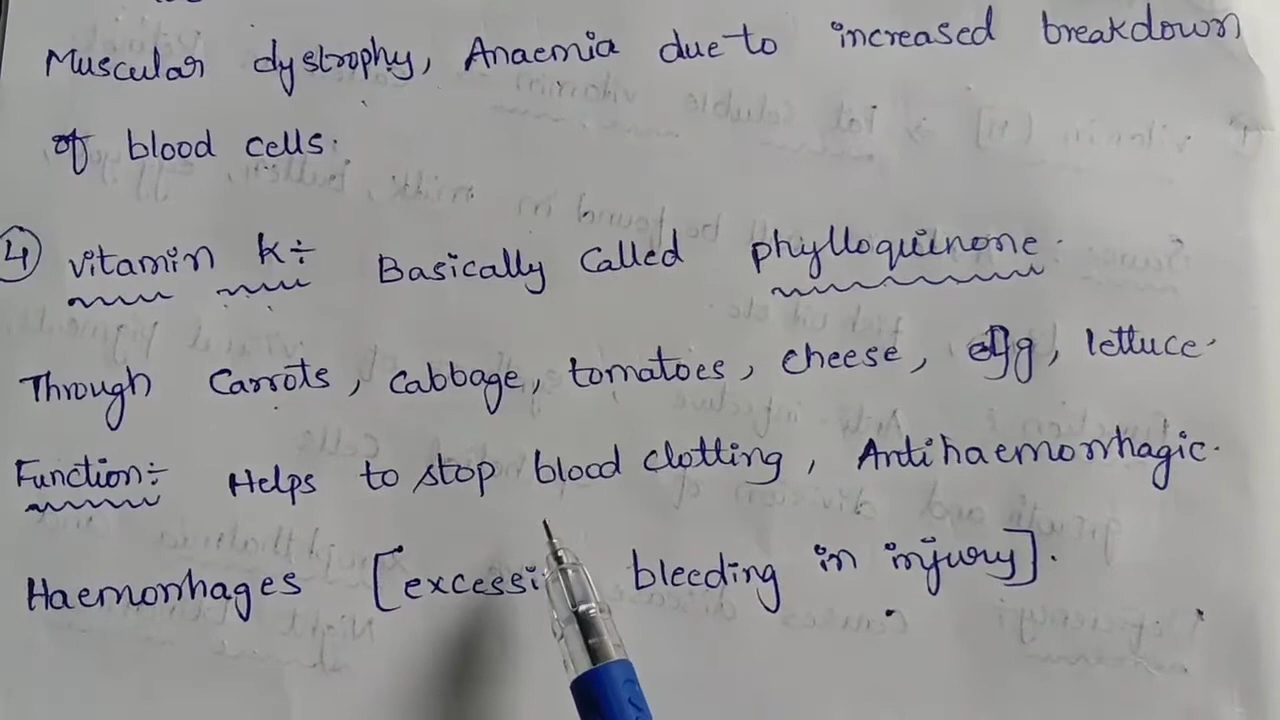 Muscular dystrophy, Anaemia due to increased breakdown
of blood cells.
4 vitamin k÷ Basically called phylloquinone.
Through carrots, cabbage, tomatoes, cheese, egg, lettuce.
Function÷ Helps to stop blood clotting, Antihaemorrhagic.
Haemorrhages [excessi bleeding in injury].